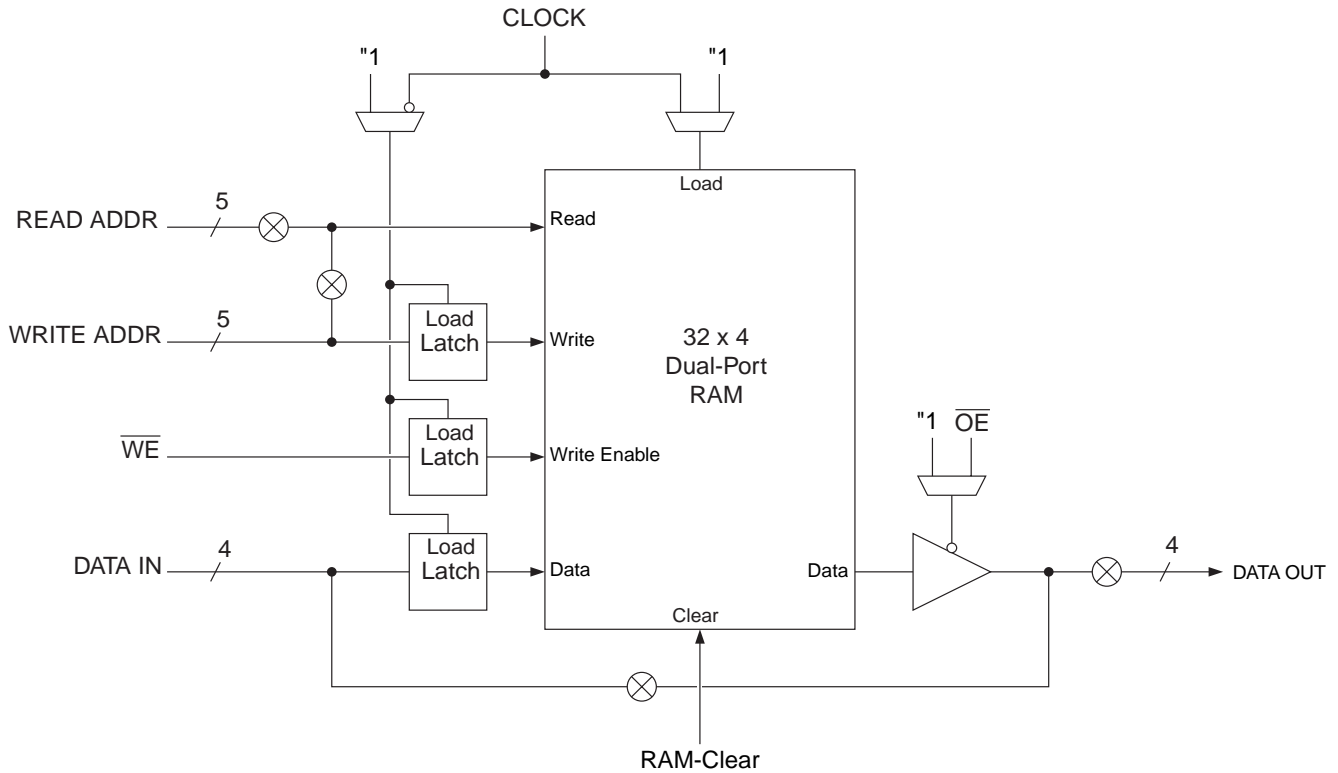 CLOCK
"1
"1
Load
5
READ ADDR
Read
5
WRITE ADDR
Load
Latch
Write
32 x 4
Dual-Port
RAM
WE
Load
Latch
Write Enable
"1 OE
DATA IN
4
Load
Latch
Data
Data
4
DATA OUT
Clear
RAM-Clear